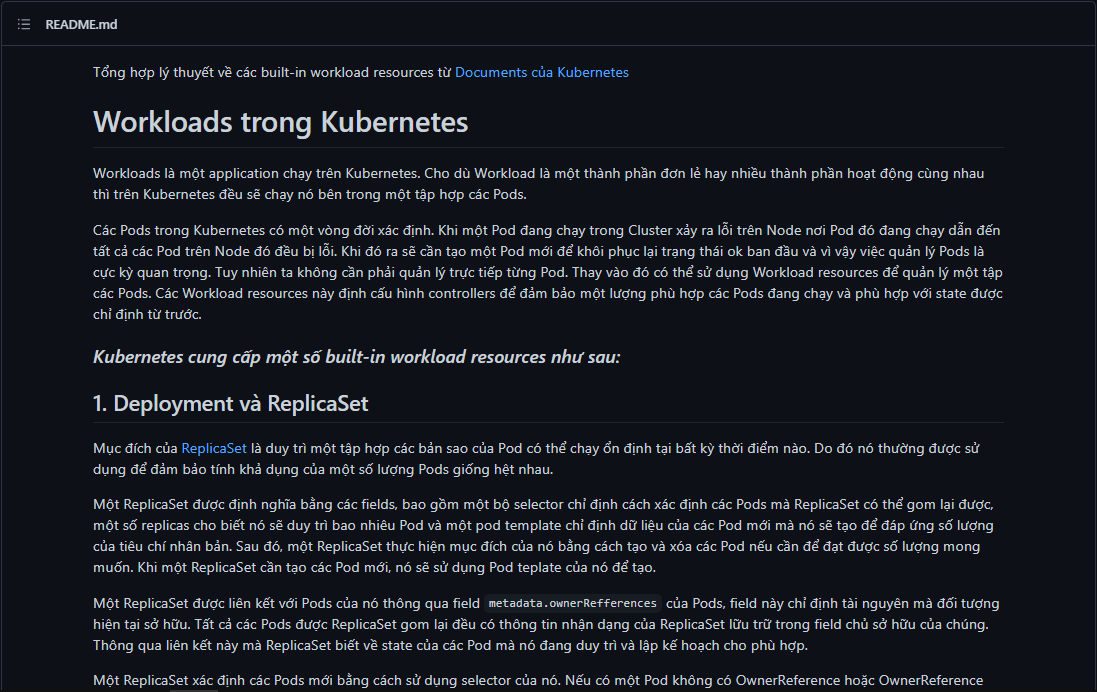 README.md
Tổng hợp lý thuyết về các built-in workload resources từ Documents của Kubernetes
Workloads trong Kubernetes
Workloads là một application chạy trên Kubernetes. Cho dù Workload là một thành phần đơn lẻ hay nhiều thành phần hoạt động cùng nhau
thì trên Kubernetes đều sẽ chạy nó bên trong một tập hợp các Pods.
Các Pods trong Kubernetes có một vòng đời xác định. Khi một Pod đang chạy trong Cluster xảy ra lỗi trên Node nơi Pod đó đang chạy dẫn đến
tất cả các Pod trên Node đó đều bị lỗi. Khi đó ra sẽ cần tạo một Pod mới để khôi phục lại trạng thái ok ban đầu và vì vậy việc quản lý Pods là
cực kỳ quan trọng. Tuy nhiên ta không cần phải quản lý trực tiếp từng Pod. Thay vào đó có thể sử dụng Workload resources để quản lý một tập
các Pods. Các Workload resources này định cấu hình controllers để đảm bảo một lượng phù hợp các Pods đang chạy và phù hợp với state được
chỉ định từ trước.
Kubernetes cung cấp một số built-in workload resources như sau:
1. Deployment và ReplicaSet
Mục đích của ReplicaSet là duy trì một tập hợp các bản sao của Pod có thể chạy ổn định tại bất kỳ thời điểm nào. Do đó nó thường được sử
dụng để đảm bảo tính khả dụng của một số lượng Pods giống hệt nhau.
Một ReplicaSet được định nghĩa bằng các fields, bao gồm một bộ selector chỉ định cách xác định các Pods mà ReplicaSet có thể gom lại được,
một số replicas cho biết nó sẽ duy trì bao nhiêu Pod và một pod template chỉ định dữ liệu của các Pod mới mà nó sẽ tạo để đáp ứng số lượng
của tiêu chí nhân bản. Sau đó, một ReplicaSet thực hiện mục đích của nó bằng cách tạo và xóa các Pod nếu cần để đạt được số lượng mong
muốn. Khi một ReplicaSet cần tạo các Pod mới, nó sẽ sử dụng Pod teplate của nó để tạo.
Một ReplicaSet được liên kết với Pods của nó thông qua field metadata.ownerRefferences của Pods, field này chỉ định tài nguyên mà đối tượng
hiện tại sở hữu. Tất cả các Pods được ReplicaSet gom lại đều có thông tin nhận dạng của ReplicaSet lữu trữ trong field chủ sở hữu của chúng.
Thông qua liên kết này mà ReplicaSet biết về state của các Pod mà nó đang duy trì và lập kế hoạch cho phù hợp.
Một ReplicaSet xác định các Pods mới bằng cách sử dụng selector của nó. Nếu có một Pod không có OwnerReference hoặc OwnerReference